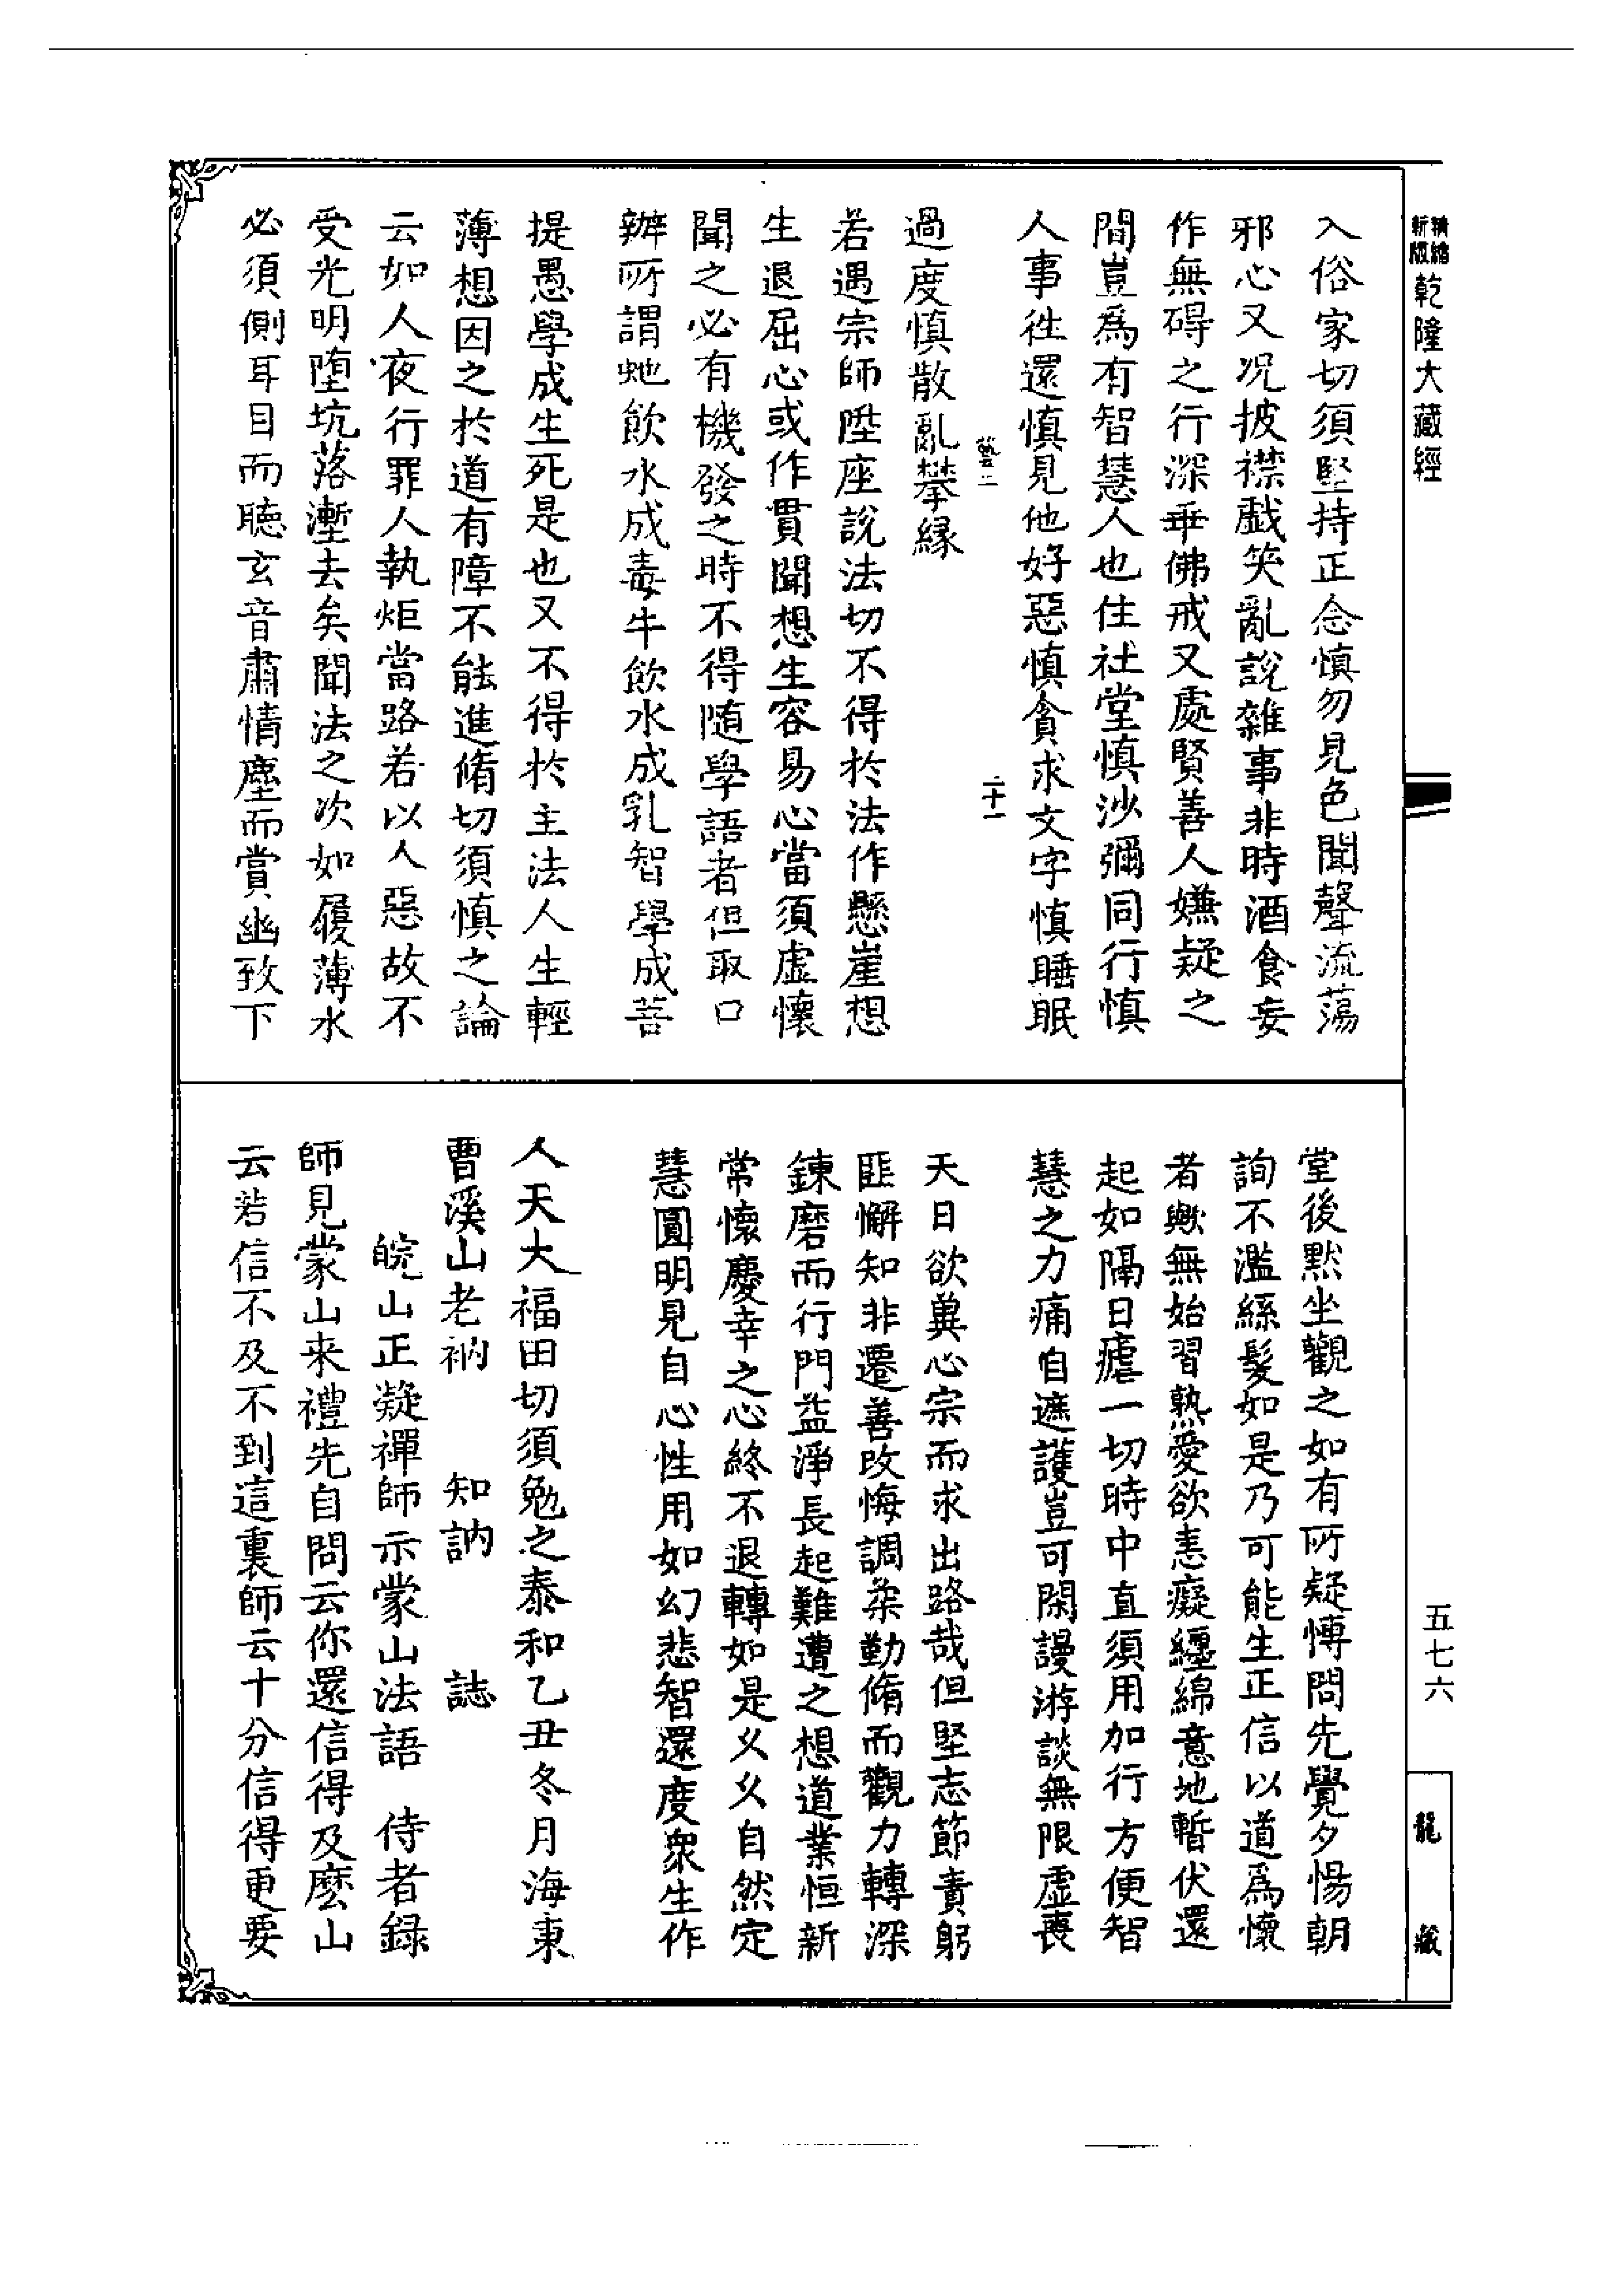 精縮新版乾隆大藏經
入俗家切須堅持正念慎勿見色聞聲流蕩
邪心又況披襟戲笑亂說雜事非時酒食妄
作無碍之行深乖佛戒又處賢善人嫌疑之
間豈爲有智慧人也住社堂慎沙彌同行慎
人事往還慎見他好惡慎貪求文字慎睡眠
二十一
過度慎散亂攀緣
若遇宗師陞座說法切不得於法作懸崖想
生退屈心或作貫聞想生容易心當須虛懷
聞之必有機發之時不得隨學語者但取口
辦所謂虵飲水成毒牛飲水成乳智學成菩
提愚學成生死是也又不得於主法人生輕
薄想因之於道有障不能進脩切須慎之論
云如人夜行罪人執炬當路若以人惡故不
受光明墮坑落塹去矣聞法之次如履薄冰
必須側耳目而聽玄音肅情塵而賞幽致下
堂後默坐觀之如有所疑慱問先覺夕惕朝
詢不濫絲髮如是乃可能生正信以道爲懷
者歟無始習熟愛欲恚癡纏綿意地暫伏還
起如隔日瘧一切時中直須用加行方便智
慧之力痛自遮護豈可閑謾遊談無限虛喪
天日欲冀心宗而求出路哉但堅志節責躬
匪懈知非遷善改悔調柔勤脩而觀力轉深
鍊磨而行門益淨長起難遭之想道業恒新
常懷慶幸之心終不退轉如是久久自然定
慧圓明見自心性用如幻悲智還度眾生作
人天大福田切須勉之泰和乙丑冬月海東
曹溪山老衲 知訥 誌
皖山正凝禪師示蒙山法語 侍者録
師見蒙山來禮先自問云你還信得及麼山
云若信不及不到這裏師云十分信得更要
五七六
龍藏